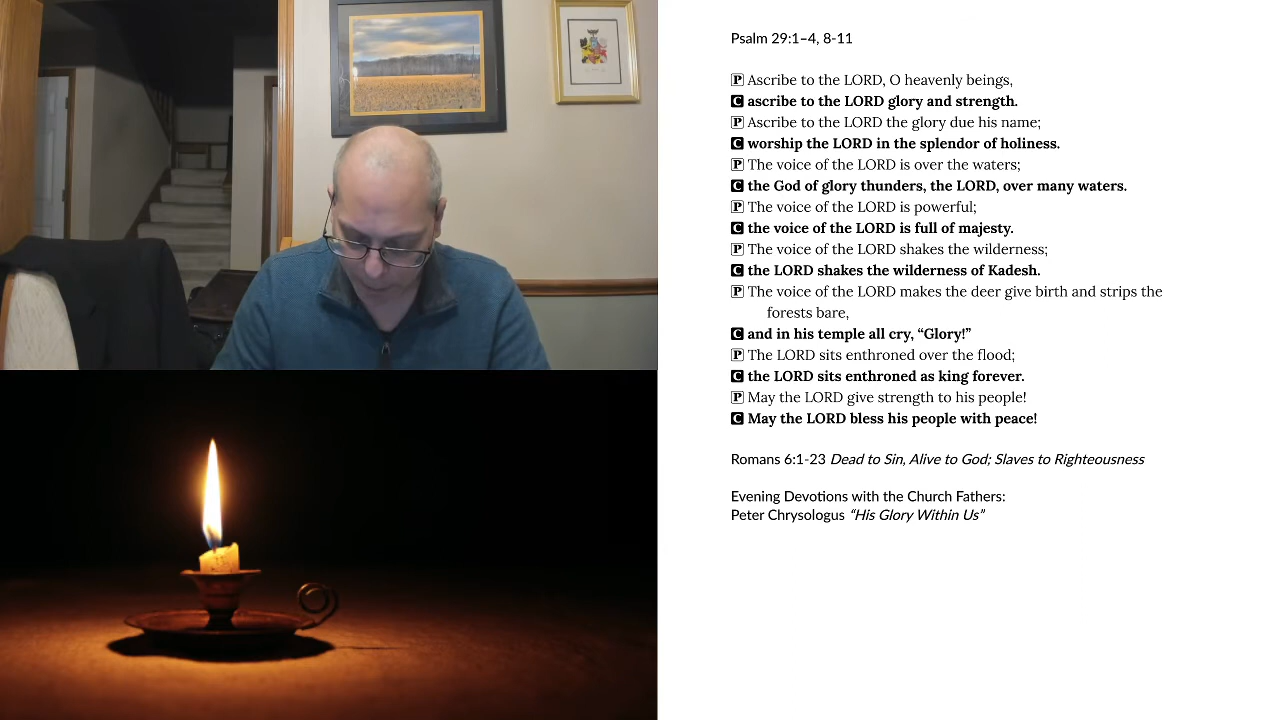 Psalm 29:1–4, 8-11
P Ascribe to the LORD, O heavenly beings,
C ascribe to the LORD glory and strength.
P Ascribe to the LORD the glory due his name;
C worship the LORD in the splendor of holiness.
P The voice of the LORD is over the waters;
C the God of glory thunders, the LORD, over many waters.
P The voice of the LORD is powerful;
C the voice of the LORD is full of majesty.
P The voice of the LORD shakes the wilderness;
C the LORD shakes the wilderness of Kadesh.
P The voice of the LORD makes the deer give birth and strips the
forests bare,
C and in his temple all cry, “Glory!”
P The LORD sits enthroned over the flood;
C the LORD sits enthroned as king forever.
P May the LORD give strength to his people!
C May the LORD bless his people with peace!
Romans 6:1-23 Dead to Sin, Alive to God; Slaves to Righteousness
Evening Devotions with the Church Fathers:
Peter Chrysologus “His Glory Within Us”